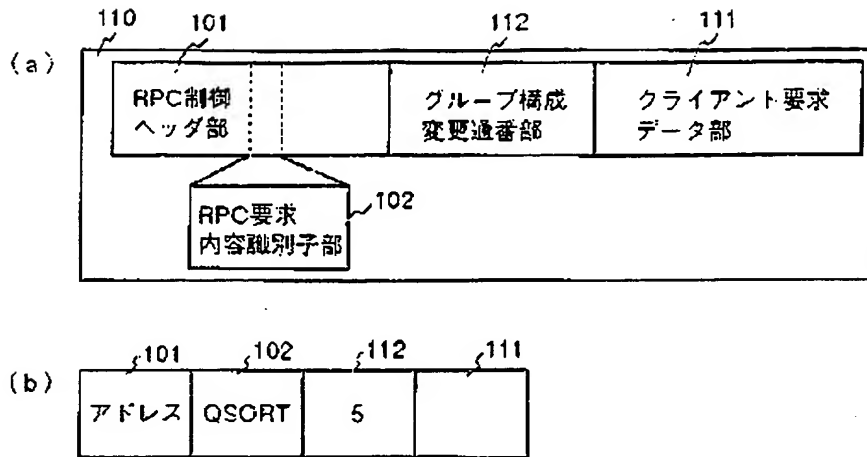 110
101
112
111
(a)
RPC制御
ヘッダ部
グループ構成
変更通番部
クライアント要求
データ部
RPC要求
内容識別子部
102
101
102
112
111
(b)
アドレス
QSORT
5